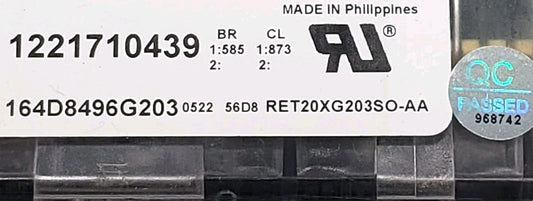 MADE IN Philippines
1221710439
BR CL
1:585 1:873
2: 2:
®
164D8496G203 0522 56D8 RET20XG203SO-AA
QC
PASSED
958742